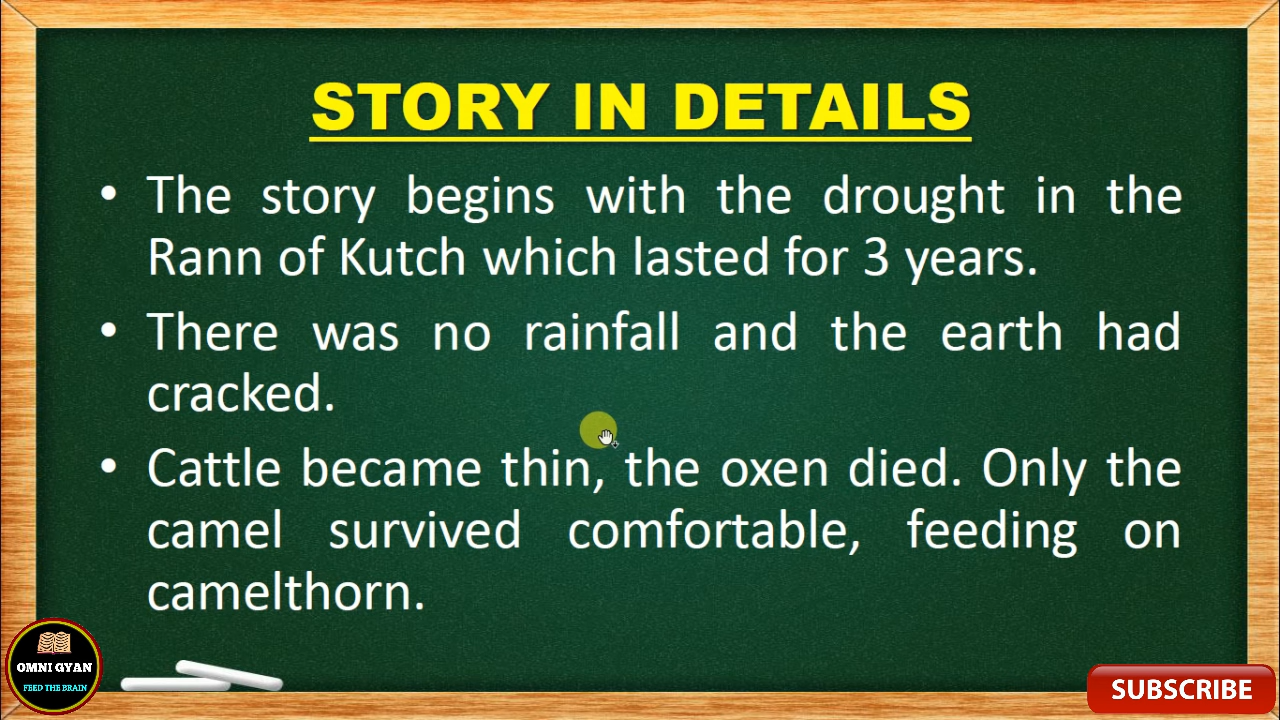 STORY IN DETAILS
• The story begins with the drought in the
Rann of Kutch which lasted for 3 years.
• There was no rainfall and the earth had
cracked.
• Cattle became thin, the oxen died. Only the
camel survived comfortable, feeding on
camelthorn.
OMNI GYAN
FEED THE BRAIN
SUBSCRIBE